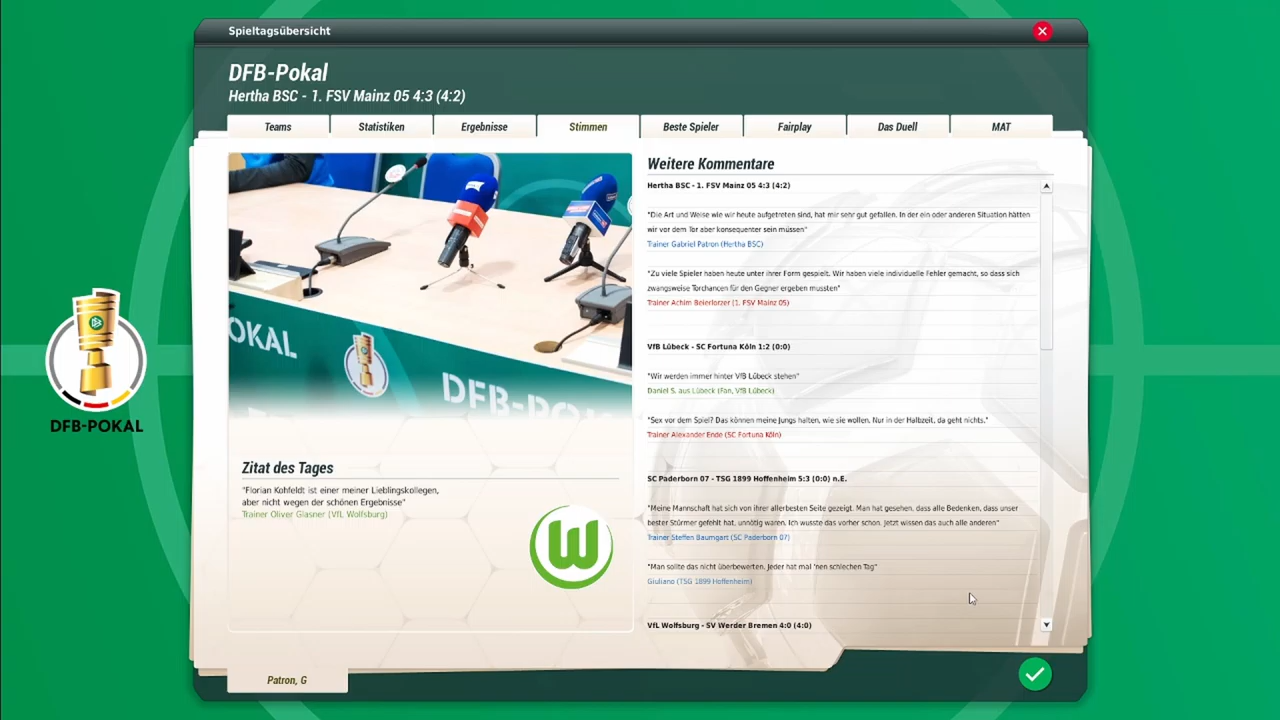 Spieltagsübersicht
DFB-Pokal
Hertha BSC - 1. FSV Mainz 05 4:3 (4:2)
Teams
Statistiken
Ergebnisse
Stimmen
Beste Spieler
Fairplay
Das Duell
MAT
OKAL
DFB-POK
DFB-POKAL
Zitat des Tages
"Florian Kohfeldt ist einer meiner Lieblingskollegen,
aber nicht wegen der schönen Ergebnisse"
Trainer Oliver Glasner (VfL Wolfsburg)
W
Weitere Kommentare
Hertha BSC - 1. FSV Mainz 05 4:3 (4:2)
"Die Art und Weise wie wir heute aufgetreten sind, hat mir sehr gut gefallen. In der ein oder anderen Situation hätten
wir vor dem Tor aber konsequenter sein müssen"
Trainer Gabriel Patron (Hertha BSC)
"Zu viele Spieler haben heute unter ihrer Form gespielt. Wir haben viele individuelle Fehler gemacht, so dass sich
zwangsweise Torchancen für den Gegner ergeben mussten"
Trainer Achim Beierlorzer (1. FSV Mainz 05)
VfB Lübeck - SC Fortuna Köln 1:2 (0:0)
"Wir werden immer hinter VfB Lübeck stehen"
Daniel S. aus Lübeck (Fan, VfB Lübeck)
"Sex vor dem Spiel? Das können meine Jungs halten, wie sie wollen. Nur in der Halbzeit, da geht nichts."
Trainer Alexander Ende (SC Fortuna Köln)
SC Paderborn 07 - TSG 1899 Hoffenheim 5:3 (0:0) n.E.
"Meine Mannschaft hat sich von ihrer allerbesten Seite gezeigt. Man hat gesehen, dass alle Bedenken, dass unser
bester Stürmer gefehlt hat, unnötig waren. Ich wusste das vorher schon. Jetzt wissen das auch alle anderen"
Trainer Steffen Baumgart (SC Paderborn 07)
"Man sollte das nicht überbewerten. Jeder hat mal 'nen schlechen Tag"
Giuliano (TSG 1899 Hoffenheim)
VfL Wolfsburg - SV Werder Bremen 4:0 (4:0)
Patron, G